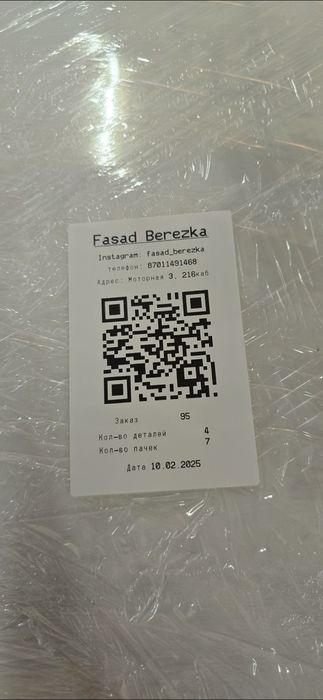 Fasad Berezka
Instagram: fasad_berezka
телефон: 87011491468
Адрес: Моторная 3, 216каб
Заказ 95
Кол-во деталей 4
Кол-во пачек 7
Дата 10.02.2025